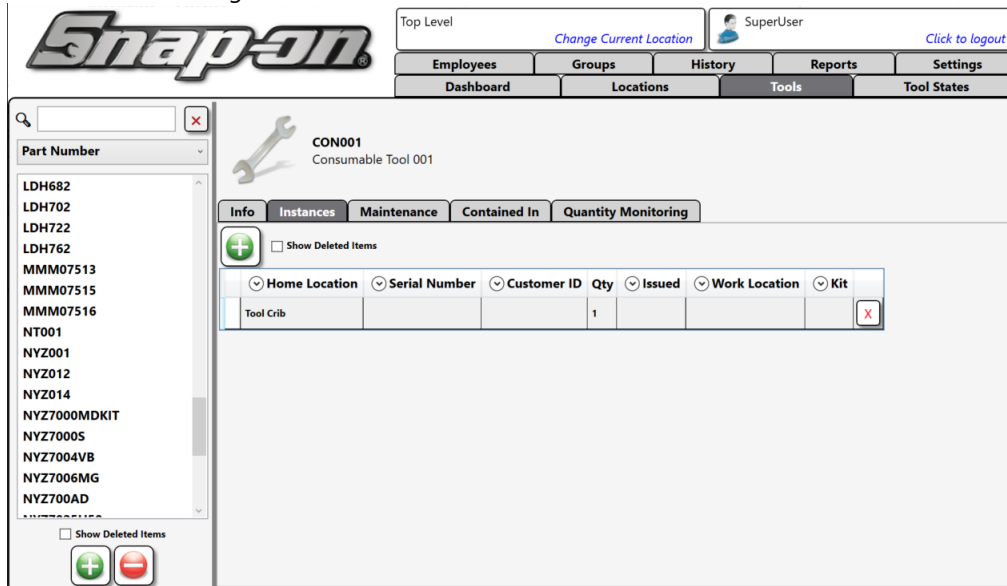 Snap-on
Top Level
Change Current Location
SuperUser
Click to logout
Employees Groups History Reports Settings
Dashboard Locations Tools Tool States
Part Number
LDH682
LDH702
LDH722
LDH762
MMM07513
MMM07515
MMM07516
NT001
NYZ001
NYZ012
NYZ014
NYZ7000MDKIT
NYZ7000S
NYZ7004VB
NYZ7006MG
NYZ700AD
Show Deleted Items
CON001
Consumable Tool 001
Info Instances Maintenance Contained In Quantity Monitoring
Show Deleted Items
Home Location Serial Number Customer ID Qty Issued Work Location Kit
Tool Crib 1 X